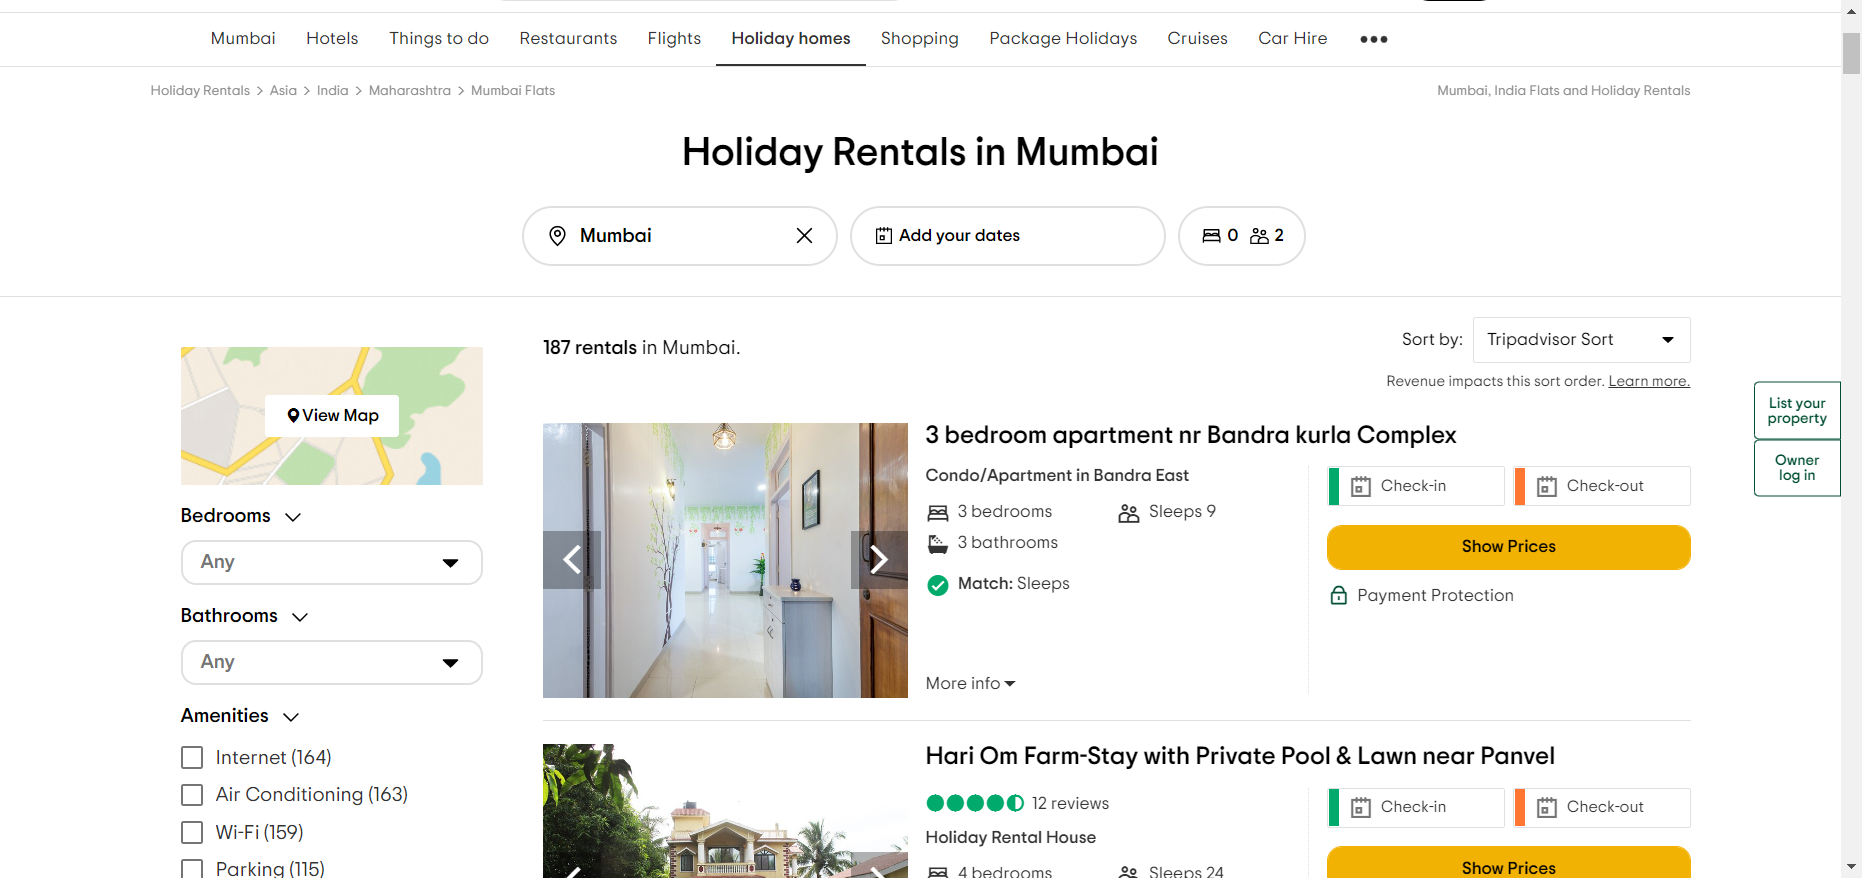 Mumbai Hotels Things to do Restaurants Flights Holiday homes Shopping Package Holidays Cruises Car Hire
Holiday Rentals > Asia > India > Maharashtra > Mumbai Flats
Mumbai, India Flats and Holiday Rentals
Holiday Rentals in Mumbai
Mumbai
Add your dates
0 2
187 rentals in Mumbai.
Sort by: Tripadvisor Sort
Revenue impacts this sort order. Learn more.
List your
property
Owner
log in
View Map
Bedrooms
Any
Bathrooms
Any
Amenities
Internet (164)
Air Conditioning (163)
Wi-Fi (159)
Parking (115)
3 bedroom apartment nr Bandra kurla Complex
Condo/Apartment in Bandra East
3 bedrooms
Sleeps 9
3 bathrooms
Match: Sleeps
More info
Check-in
Check-out
Show Prices
Payment Protection
Hari Om Farm-Stay with Private Pool & Lawn near Panvel
12 reviews
Holiday Rental House
4 bedrooms
Sleeps 24
Check-in
Check-out
Show Prices